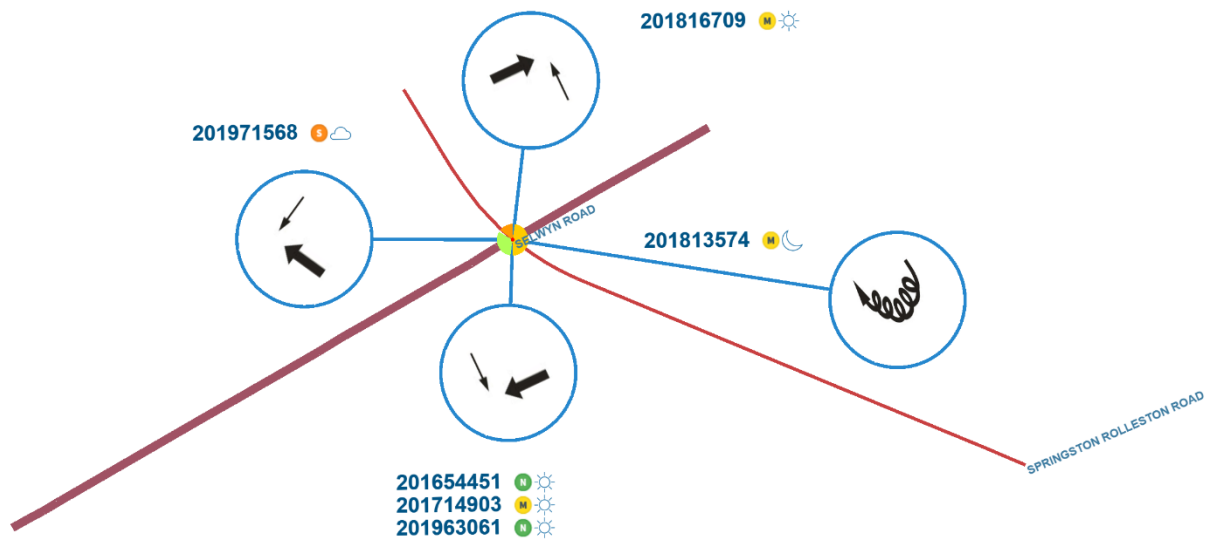 201816709 M
201971568 S
SELWYN ROAD
201813574 M
SPRINGSTON ROLLESTON ROAD
201654451 N
201714903 M
201963061 N